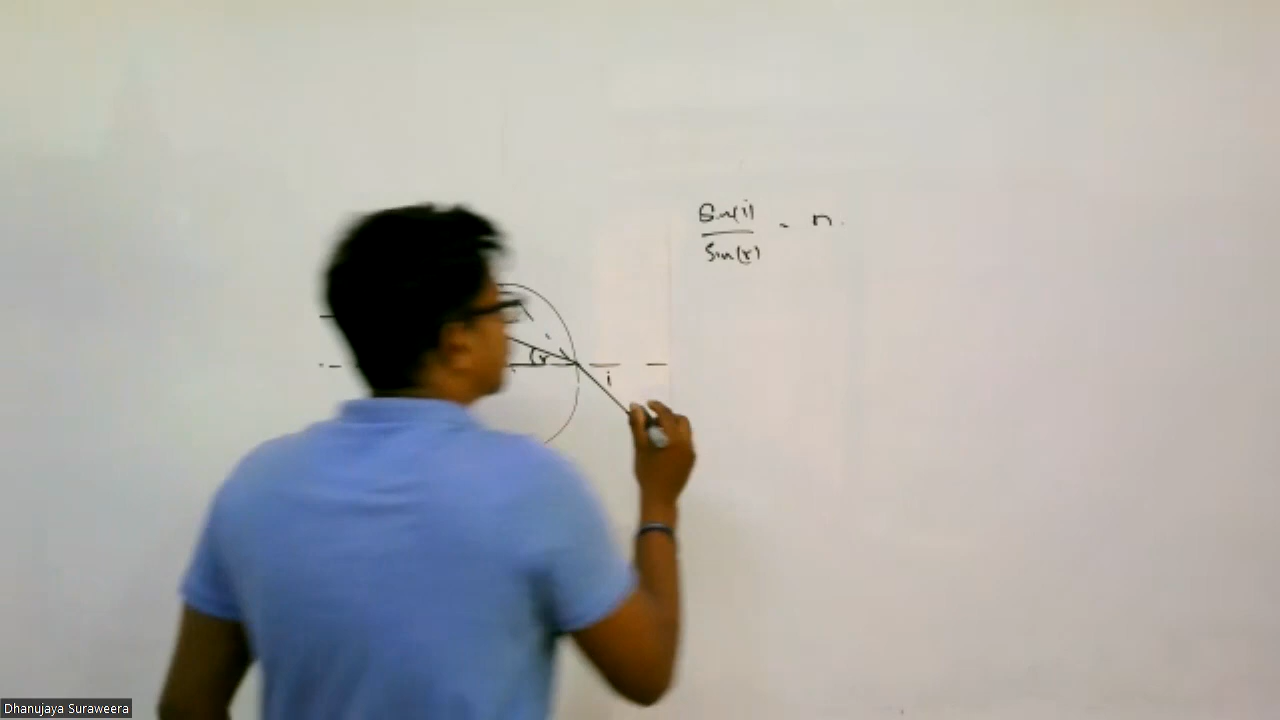 Sin(i)
Sin(r) = n
r
i
Dhanujaya Suraweera